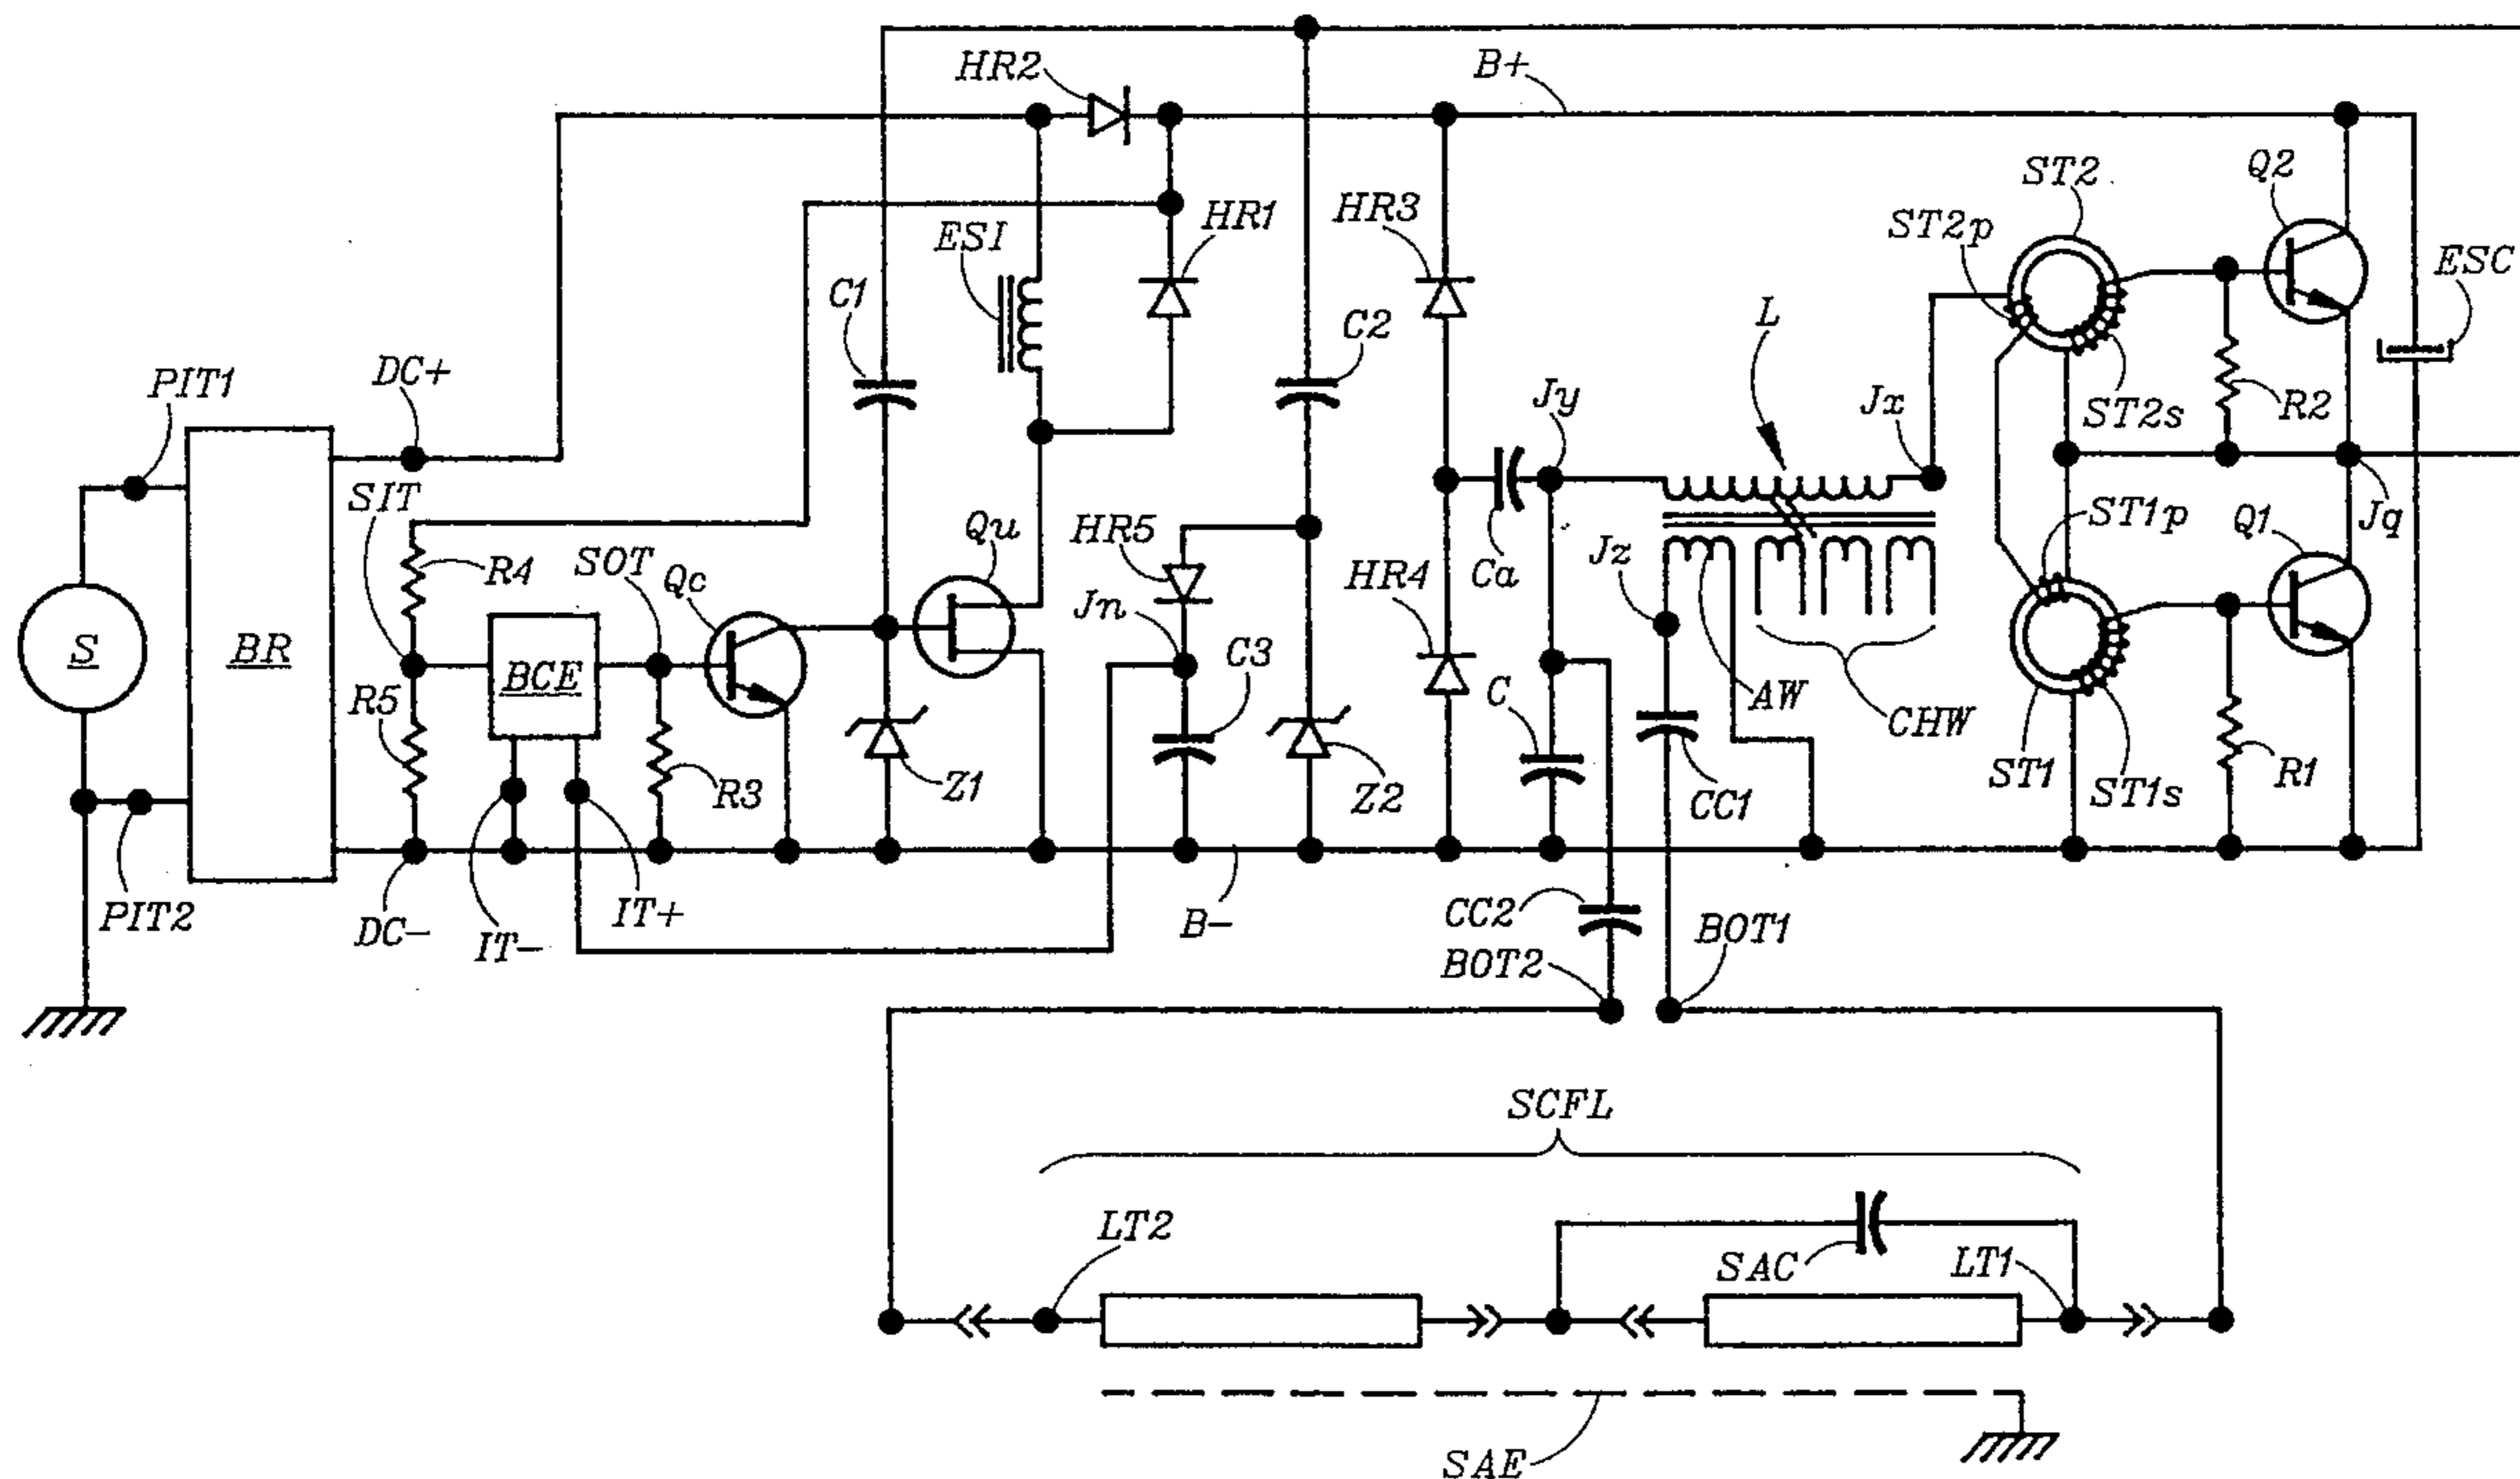 HR2
B+
ST2
Q2
HR1
HR3
ST2p
ESI
ESC
C1
C2
L
PIT1
DC+
Jy
Jx
R2
ST2s
SIT
Qu
HR5
ST1p
Q1
Jq
R4
SOT
Qc
Ca
Jz
HR4
Jn
S
BR
BCE
C3
R5
C
AW
CHW
Z1
R3
Z2
CC1
ST1
ST1s
R1
PIT2
DC-
IT-
IT+
B-
CC2
BOT1
BOT2
SCFL
LT2
SAC
LT1
SAE